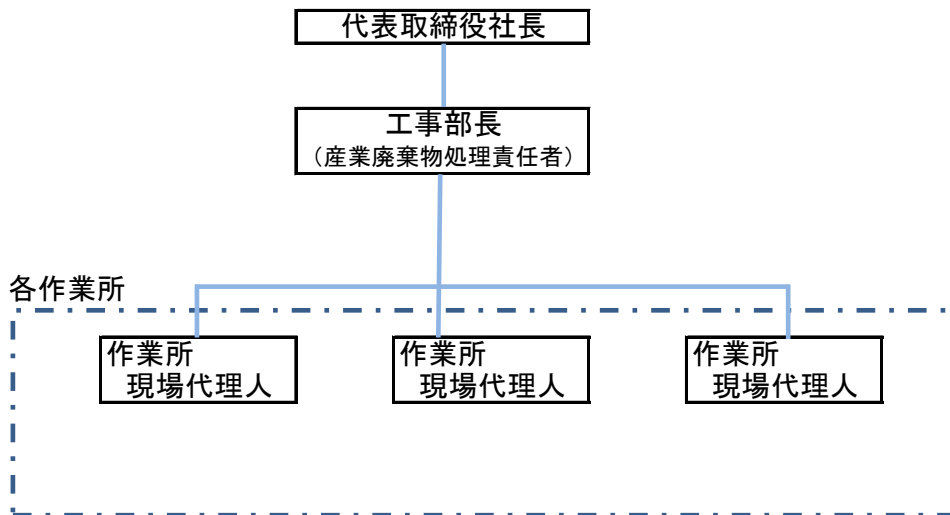 代表取締役社長
工事部長
（産業廃棄物処理責任者）
各作業所
作業所
現場代理人
作業所
現場代理人
作業所
現場代理人